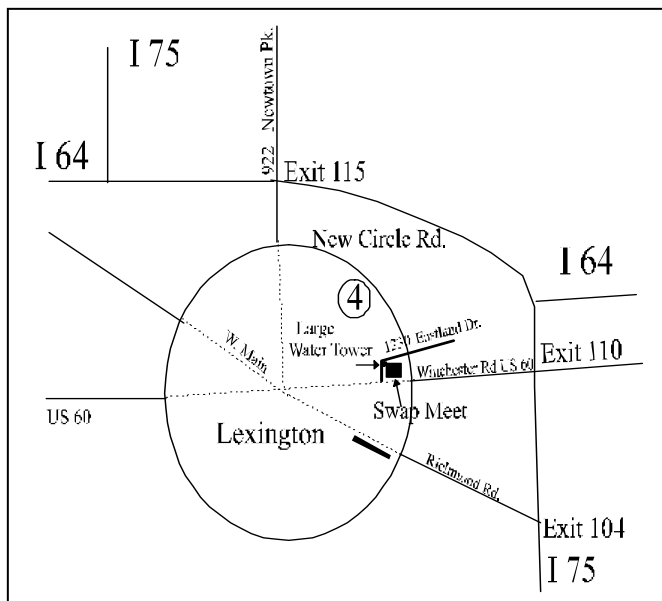 I 75
922 Newtown Pk.
I 64
Exit 115
New Circle Rd.
I 64
4
Large
Water Tower
Eastland Dr.
W. Main
Winchester Rd US 60
Exit 110
US 60
Swap Meet
Lexington
Richmond Rd.
Exit 104
I 75